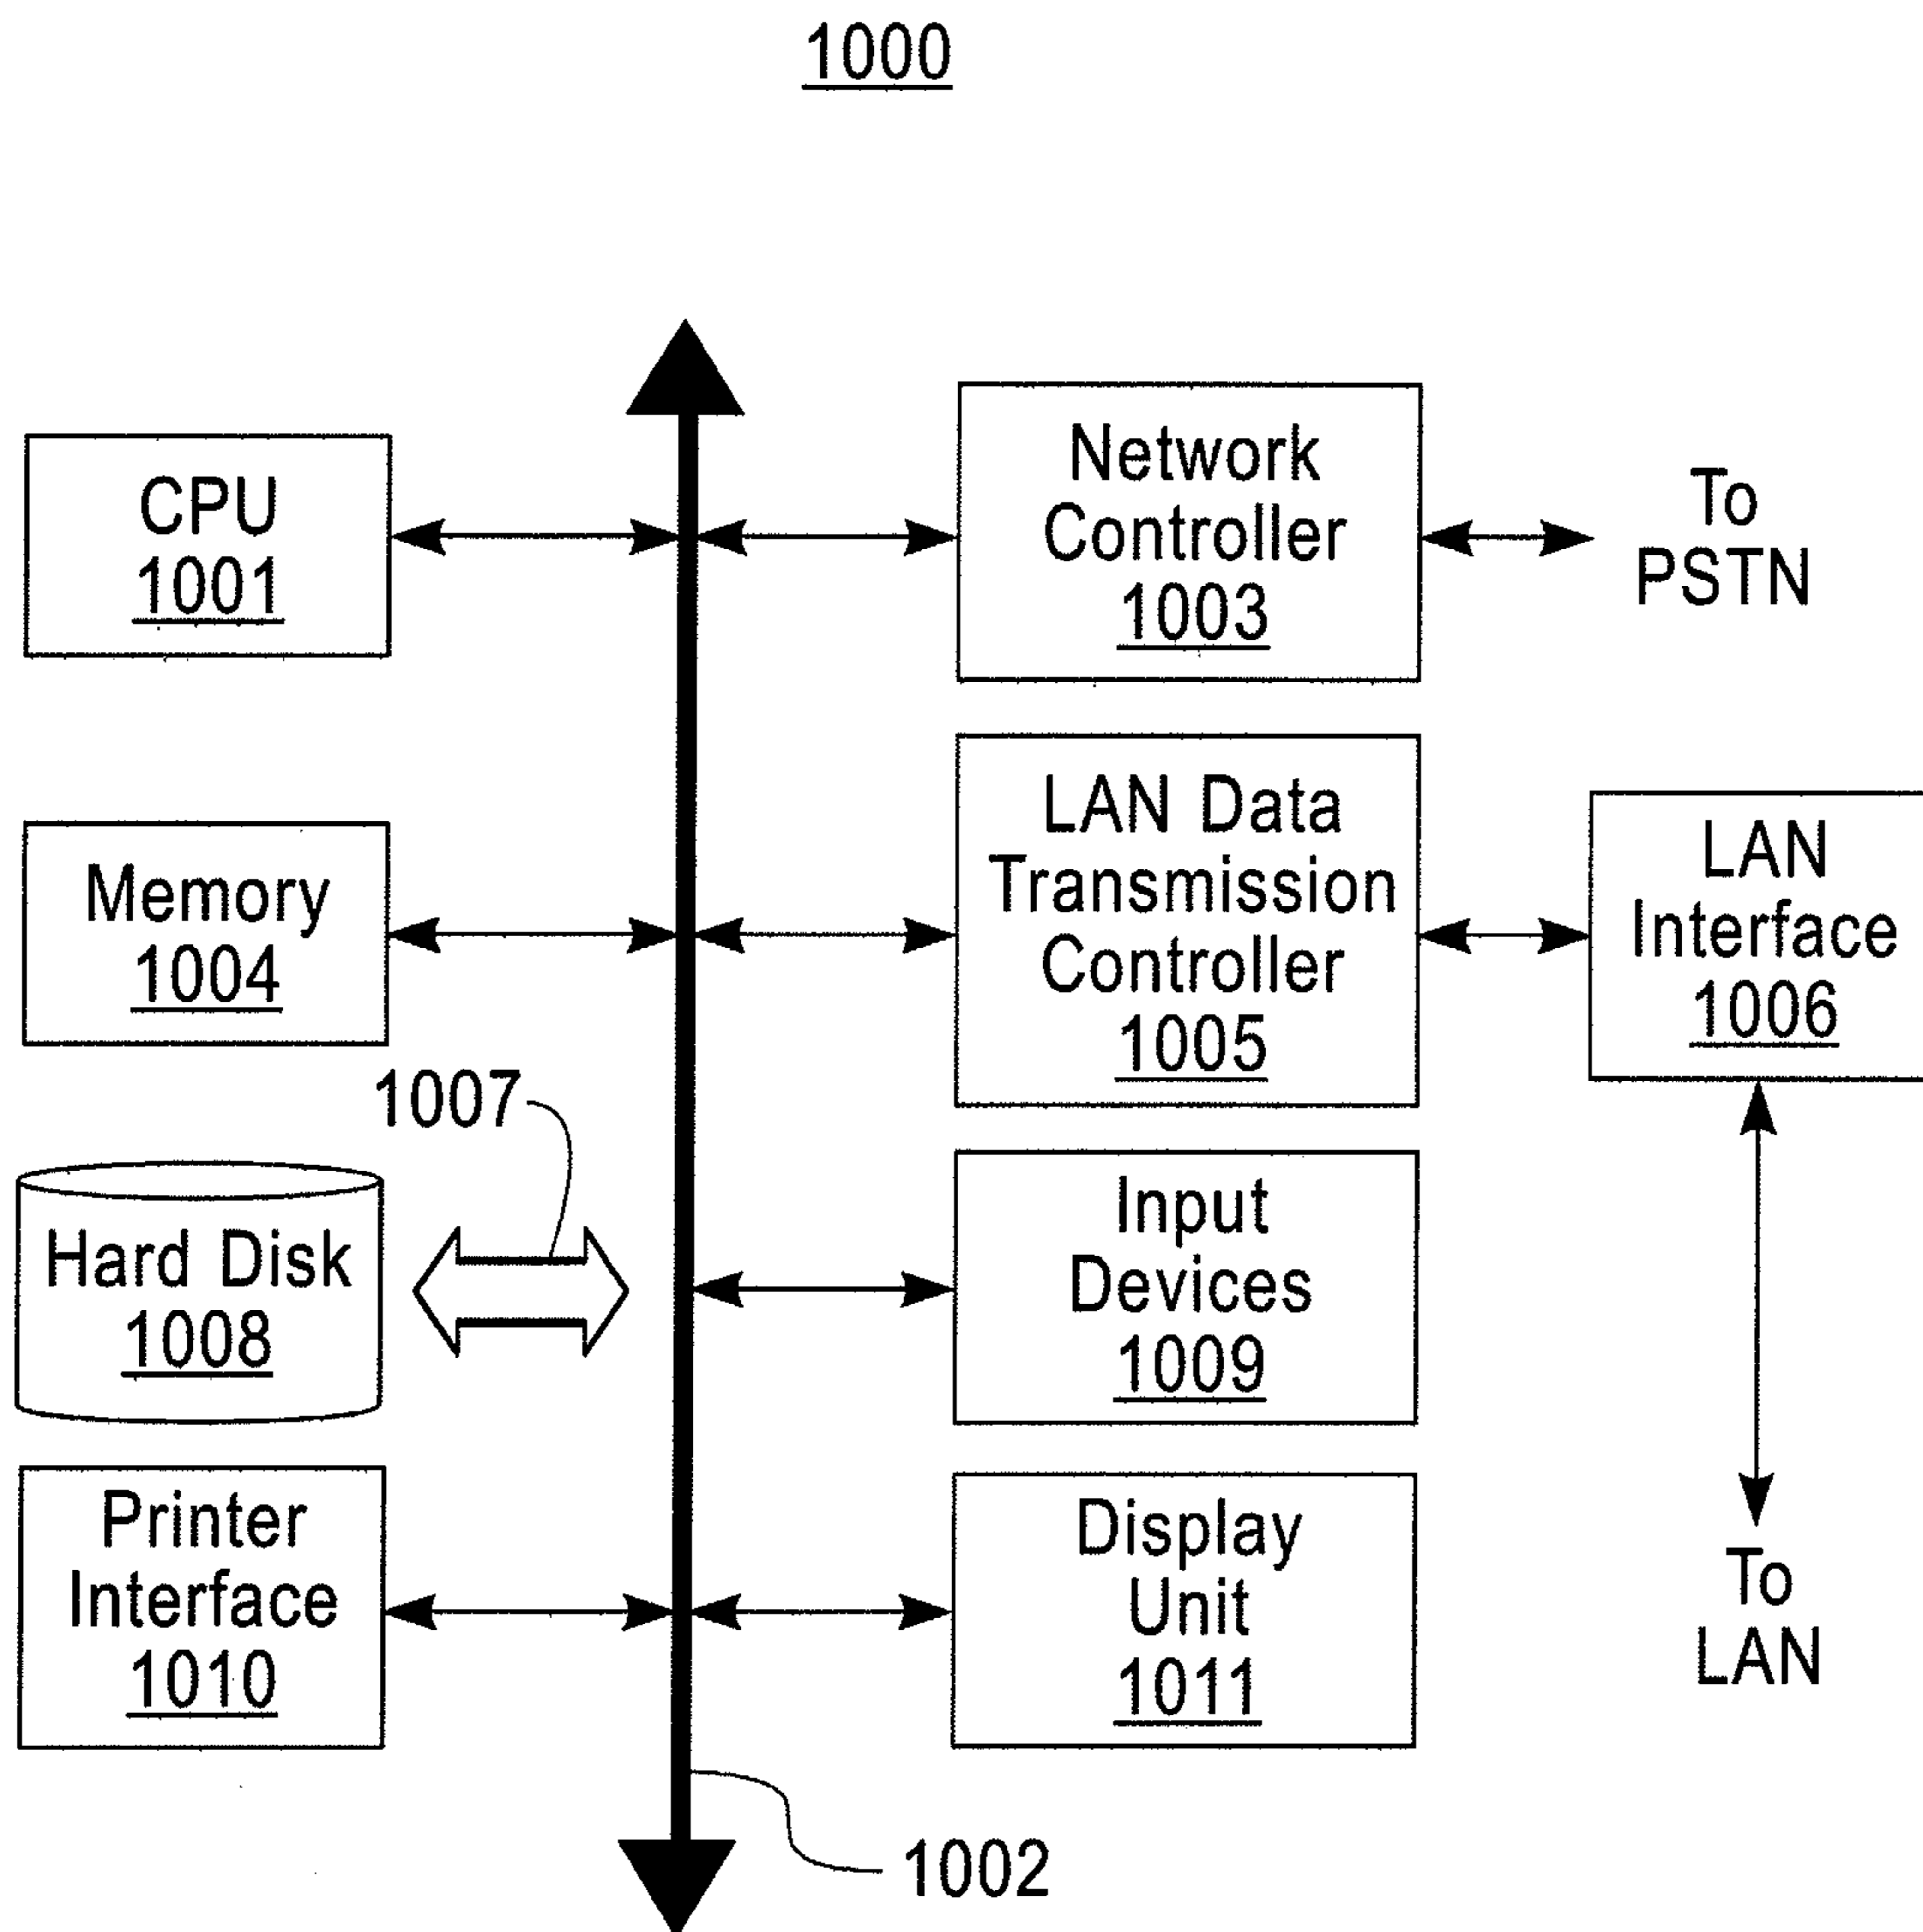 1000
CPU
1001
Network
Controller
1003
To
PSTN
Memory
1004
LAN Data
Transmission
Controller
1005
LAN
Interface
1006
1007
Hard Disk
1008
Input
Devices
1009
Printer
Interface
1010
Display
Unit
1011
To
LAN
1002